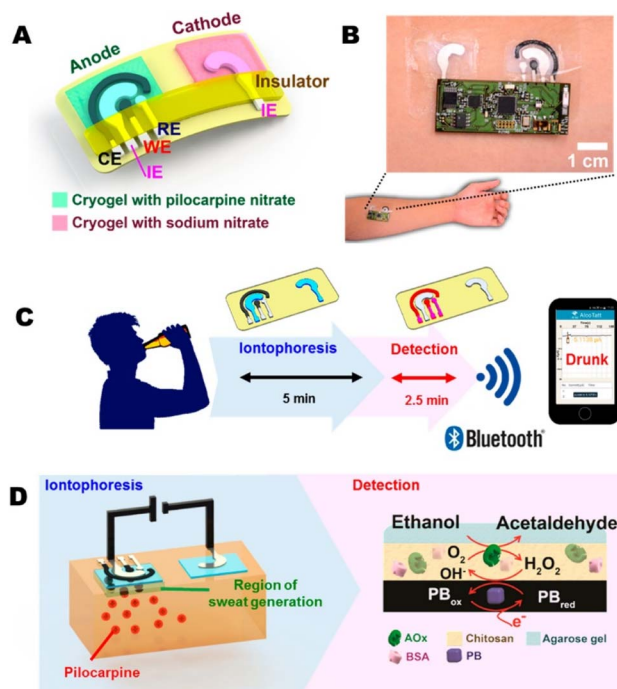 A
Anode
Cathode
Insulator
IE
RE
WE
CE
IE
Cryogel with pilocarpine nitrate
Cryogel with sodium nitrate
B
1 cm
C
Iontophoresis
5 min
Detection
2.5 min
Bluetooth®
Drunk
D
Iontophoresis
Region of
sweat generation
Pilocarpine
Detection
Ethanol
Acetaldehyde
O2
H2O2
OH-
PBox
PBred
e-
AOx
Chitosan
Agarose gel
BSA
PB